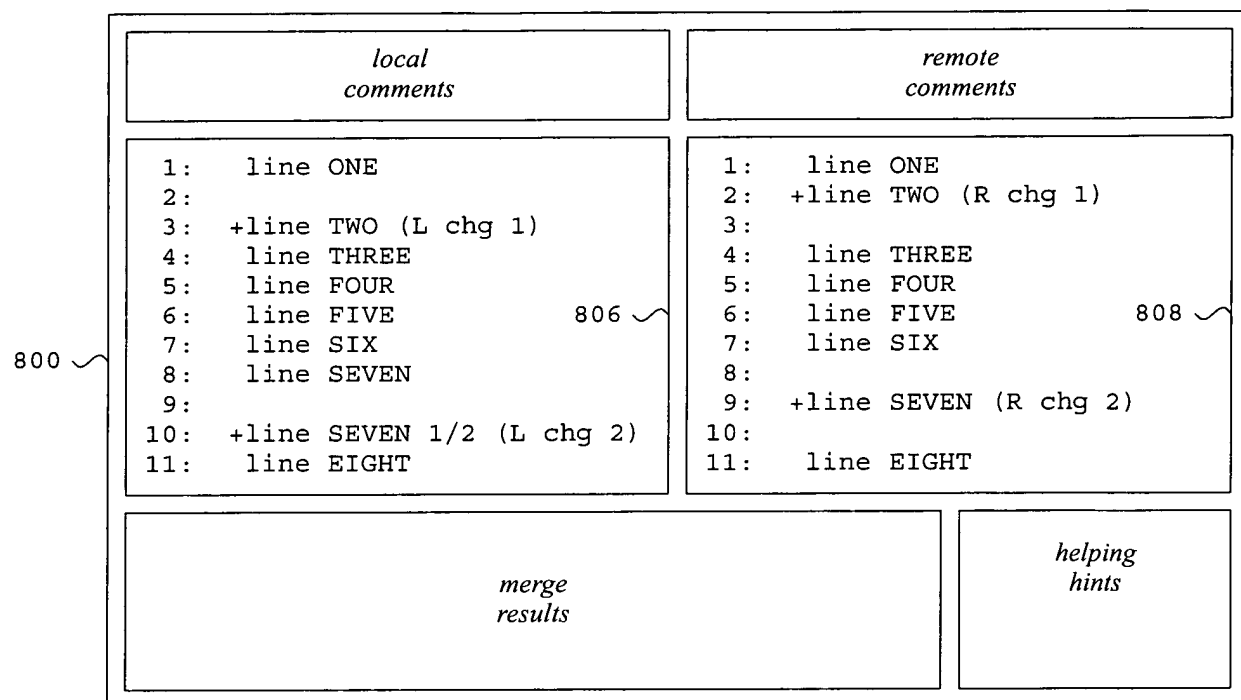 local
comments
remote
comments
1: line ONE
2:
3: +line TWO (L chg 1)
4: line THREE
5: line FOUR
6: line FIVE
7: line SIX
8: line SEVEN
9:
10: +line SEVEN 1/2 (L chg 2)
11: line EIGHT
806
1: line ONE
2: +line TWO (R chg 1)
3:
4: line THREE
5: line FOUR
6: line FIVE
7: line SIX
8:
9: +line SEVEN (R chg 2)
10:
11: line EIGHT
808
800
merge
results
helping
hints